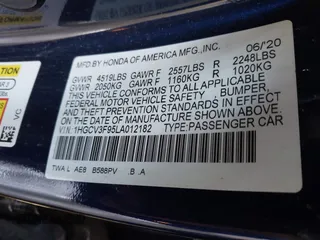 MFD.BY HONDA OF AMERICA MFG.,INC. 06/'20
GVWR 4519LBS GAWR F 2557LBS R 2248LBS
GVWR 2050KG GAWR F 1160KG R 1020KG
THIS VEHICLE CONFORMS TO ALL APPLICABLE
FEDERAL MOTOR VEHICLE SAFETY, BUMPER,
AND THEFT PREVENTION STANDARDS IN EFFECT
ON THE DATE OF MANUFACTURE SHOWN ABOVE.
V.I.N: 1HGCV3F95LA012182 TYPE:PASSENGER CAR
TWA L AE8 B588PV .B .A